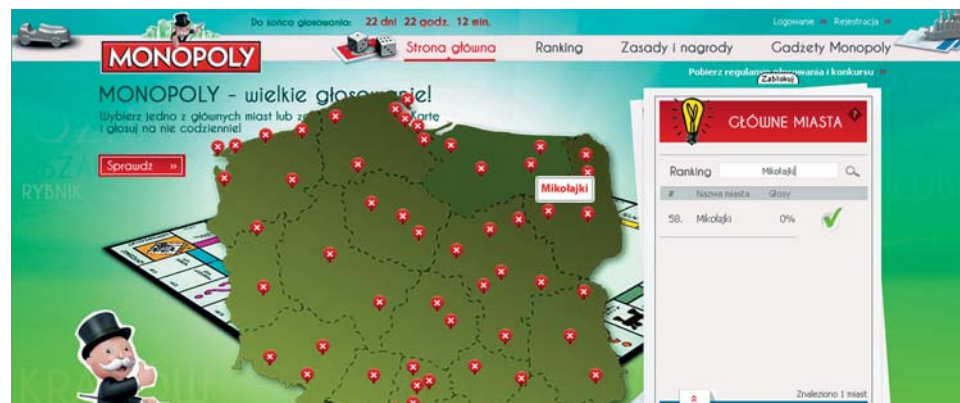 Do końca głosowania: 22 dni 22 godz. 12 min.
Logowanie » Rejestracja »
MONOPOLY
Strona główna Ranking Zasady i nagrody Gadżety Monopoly
Pobierz regulamin głosowania i konkursu »
Zablokuj
MONOPOLY - wielkie głosowanie!
Wybierz jedno z głównych miast lub Kartę
i głosuj na nie codziennie!
Sprawdź »
RYBNIK
GŁÓWNE MIASTA ?
Ranking Mikołajki
# Nazwa miasta Głosy
58. Mikołajki 0%
Mikołajki
KRAKÓW
Znaleziono 1 miast